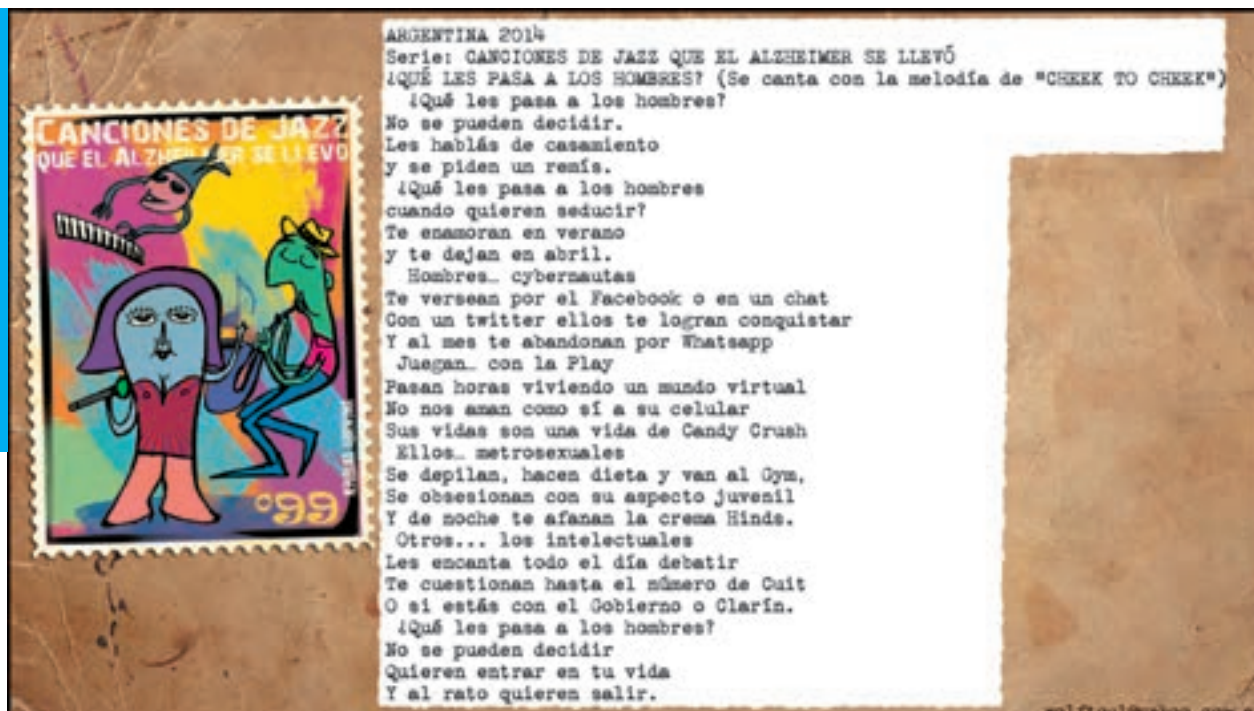 CANCIONES DE JAZZ
QUE EL ALZHEIMER SE LLEVO
099
ARGENTINA 2014
Serie: CANCIONES DE JAZZ QUE EL ALZHEIMER SE LLEVÓ
¿QUÉ LES PASA A LOS HOMBRES? (Se canta con la melodía de "CHEEK TO CHEEK")
¿Qué les pasa a los hombres?
No se pueden decidir.
Les hablás de casamiento
y se piden un remís.
¿Qué les pasa a los hombres
cuando quieren seducir?
Te enamoran en verano
y te dejan en abril.
Hombres… cybernautas
Te versean por el Facebook o en un chat
Con un twitter ellos te logran conquistar
Y al mes te abandonan por Whatsapp
Juegan… con la Play
Pasan horas viviendo un mundo virtual
No nos aman como sí a su celular
Sus vidas son una vida de Candy Crush
Ellos… metrosexuales
Se depilan, hacen dieta y van al Gym,
Se obsesionan con su aspecto juvenil
Y de noche te afanan la crema Hinds.
Otros... los intelectuales
Les encanta todo el día debatir
Te cuestionan hasta el número de Cuit
O si estás con el Gobierno o Clarín.
¿Qué les pasa a los hombres?
No se pueden decidir
Quieren entrar en tu vida
Y al rato quieren salir.